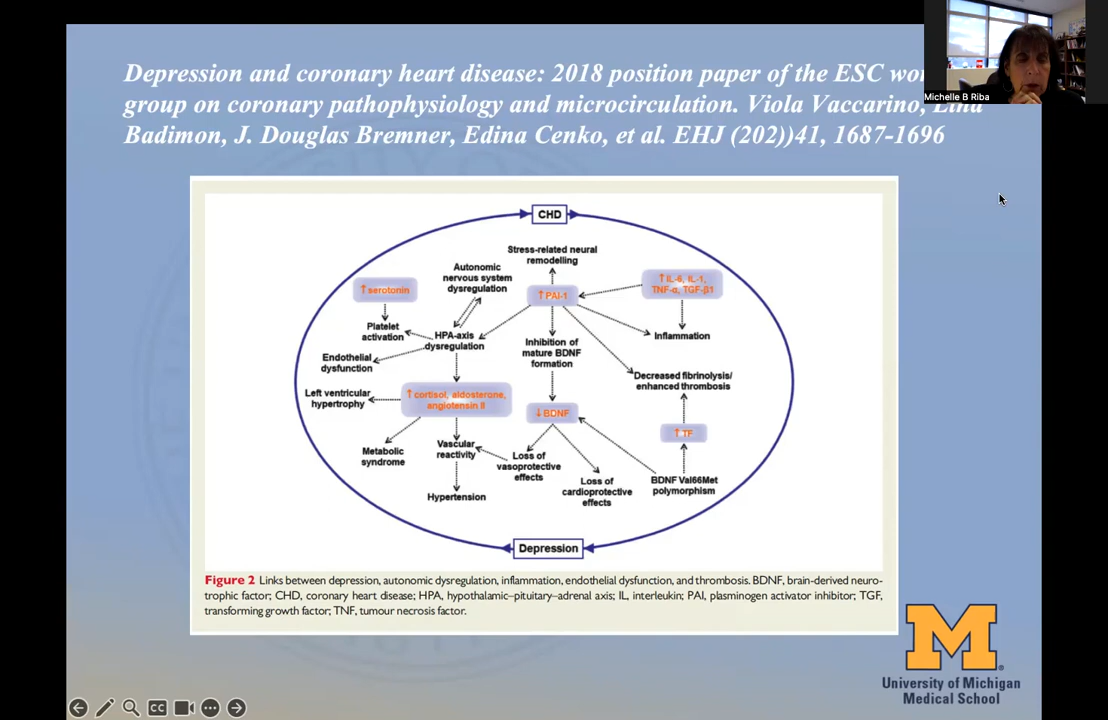 Depression and coronary heart disease: 2018 position paper of the ESC
group on coronary pathophysiology and microcirculation. Viola Vaccarino,
Badimon, J. Douglas Bremner, Edina Cenko, et al. EHJ (202))41, 1687-1696
Michelle B Riba
CHD
Stress-related neural
remodelling
Autonomic
nervous system
dysregulation
↑serotonin
↑PAI-1
↑IL-6, IL-1,
TNF-α, TGF-β1
Platelet
activation
HPA-axis
dysregulation
Inflammation
Inhibition of
mature BDNF
formation
Endothelial
dysfunction
Decreased fibrinolysis/
enhanced thrombosis
Left ventricular
hypertrophy
↑cortisol, aldosterone,
angiotensin II
↓BDNF
↑TF
Metabolic
syndrome
Vascular
reactivity
Loss of
vasoprotective
effects
Loss of
cardioprotective
effects
BDNF Val66Met
polymorphism
Hypertension
Depression
Figure 2 Links between depression, autonomic dysregulation, inflammation, endothelial dysfunction, and thrombosis. BDNF, brain-derived neuro-
trophic factor; CHD, coronary heart disease; HPA, hypothalamic–pituitary–adrenal axis; IL, interleukin; PAI, plasminogen activator inhibitor; TGF,
transforming growth factor; TNF, tumour necrosis factor.
M
University of Michigan
Medical School
CC